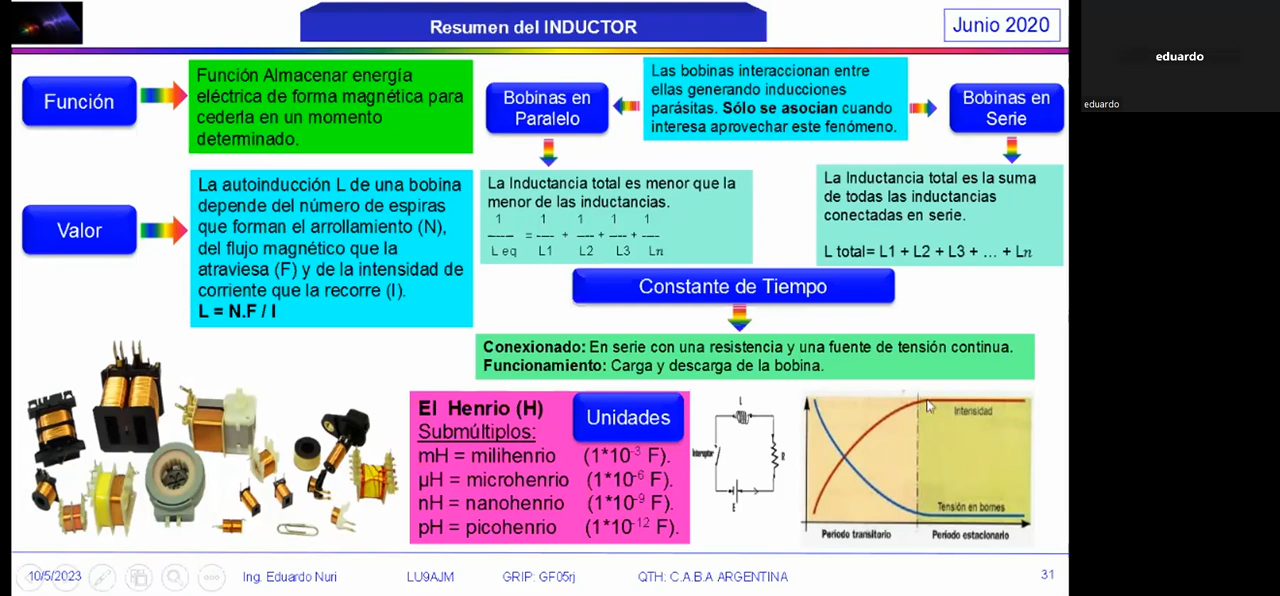 Resumen del INDUCTOR
Junio 2020
eduardo
eduardo
Función
Función Almacenar energía
eléctrica de forma magnética para
cederla en un momento
determinado.
Valor
La autoinducción L de una bobina
depende del número de espiras
que forman el arrollamiento (N),
del flujo magnético que la
atraviesa (F) y de la intensidad de
corriente que la recorre (I).
L = N.F / I
Bobinas en
Paralelo
Las bobinas interaccionan entre
ellas generando inducciones
parásitas. Sólo se asocian cuando
interesa aprovechar este fenómeno.
Bobinas en
Serie
La Inductancia total es menor que la
menor de las inductancias.
1 1 1 1 1
---- = ---- + ---- + ---- + ----
L eq L1 L2 L3 Ln
La Inductancia total es la suma
de todas las inductancias
conectadas en serie.
L total= L1 + L2 + L3 + … + Ln
Constante de Tiempo
Conexionado: En serie con una resistencia y una fuente de tensión continua.
Funcionamiento: Carga y descarga de la bobina.
El Henrio (H)
Unidades
Submúltiplos:
mH = milihenrio (1*10⁻³ F).
µH = microhenrio (1*10⁻⁶ F).
nH = nanohenrio (1*10⁻⁹ F).
pH = picohenrio (1*10⁻¹² F).
L
Interruptor
R
E
Intensidad
Tensión en bornes
Periodo transitorio
Periodo estacionario
10/5/2023
Ing. Eduardo Nuri
LU9AJM
GRIP: GF05rj
QTH: C.A.B.A ARGENTINA
31